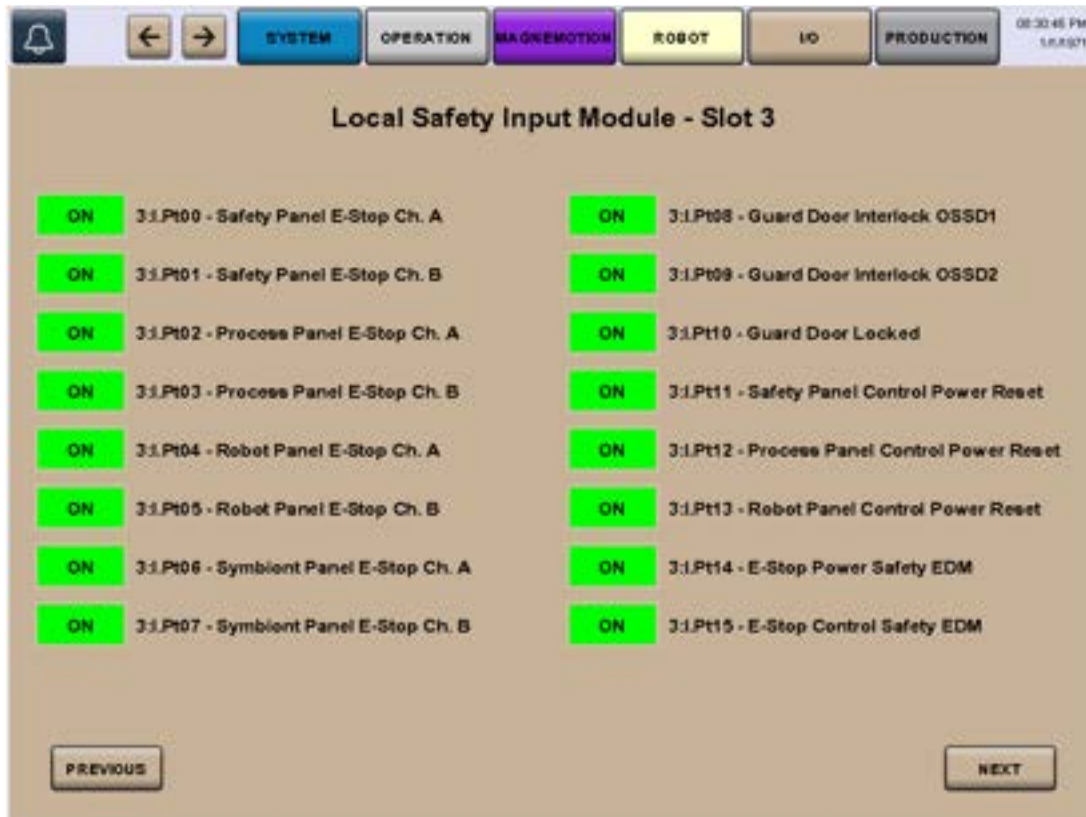 SYSTEM
OPERATION
MAGNEMOTION
ROBOT
I/O
PRODUCTION
Local Safety Input Module - Slot 3
ON 3:I.Pt00 - Safety Panel E-Stop Ch. A
ON 3:I.Pt01 - Safety Panel E-Stop Ch. B
ON 3:I.Pt02 - Process Panel E-Stop Ch. A
ON 3:I.Pt03 - Process Panel E-Stop Ch. B
ON 3:I.Pt04 - Robot Panel E-Stop Ch. A
ON 3:I.Pt05 - Robot Panel E-Stop Ch. B
ON 3:I.Pt06 - Symbiont Panel E-Stop Ch. A
ON 3:I.Pt07 - Symbiont Panel E-Stop Ch. B
ON 3:I.Pt08 - Guard Door Interlock OSSD1
ON 3:I.Pt09 - Guard Door Interlock OSSD2
ON 3:I.Pt10 - Guard Door Locked
ON 3:I.Pt11 - Safety Panel Control Power Reset
ON 3:I.Pt12 - Process Panel Control Power Reset
ON 3:I.Pt13 - Robot Panel Control Power Reset
ON 3:I.Pt14 - E-Stop Power Safety EDM
ON 3:I.Pt15 - E-Stop Control Safety EDM
PREVIOUS
NEXT